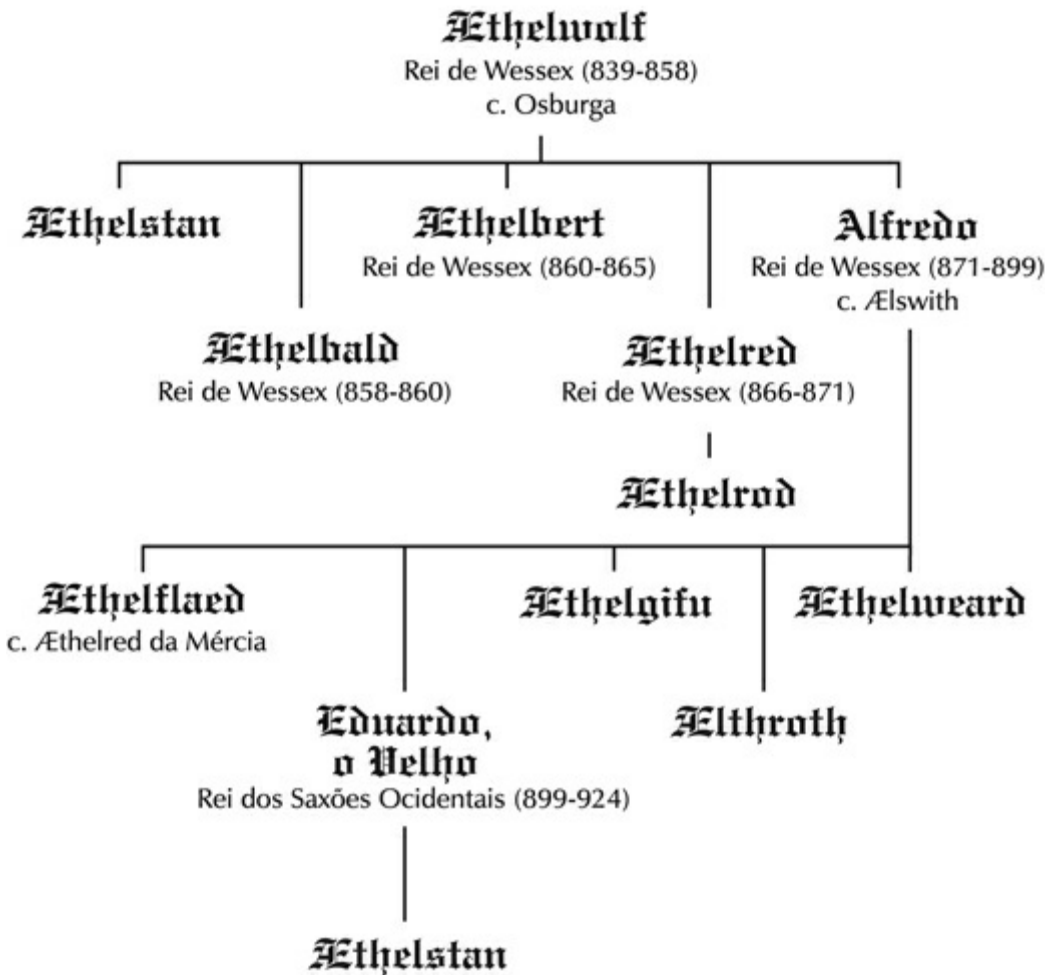 Æthelwolf
Rei de Wessex (839-858)
c. Osburga
Æthelstan
Æthelbert
Rei de Wessex (860-865)
Alfredo
Rei de Wessex (871-899)
c. Ælswith
Æthelbald
Rei de Wessex (858-860)
Æthelred
Rei de Wessex (866-871)
Æthelrod
Æthelflaed
c. Æthelred da Mércia
Æthelgifu
Æthelweard
Eduardo,
o Velho
Rei dos Saxões Ocidentais (899-924)
Ælthroth
Æthelstan